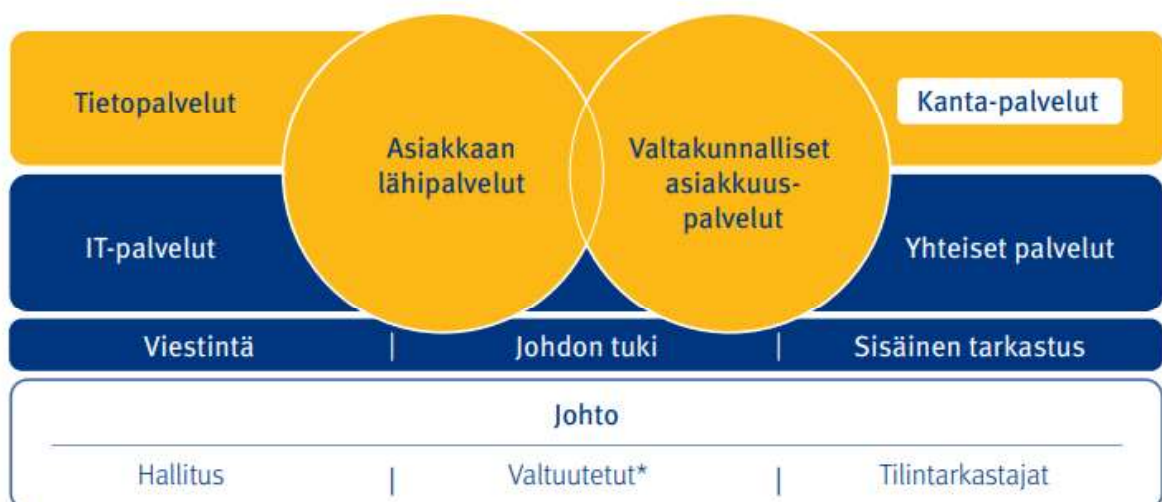 Tietopalvelut
Asiakkaan
lähipalvelut
Valtakunnalliset
asiakkuus-
palvelut
Kanta-palvelut
IT-palvelut
Yhteiset palvelut
Viestintä | Johdon tuki | Sisäinen tarkastus
Johto
Hallitus | Valtuutetut* | Tilintarkastajat